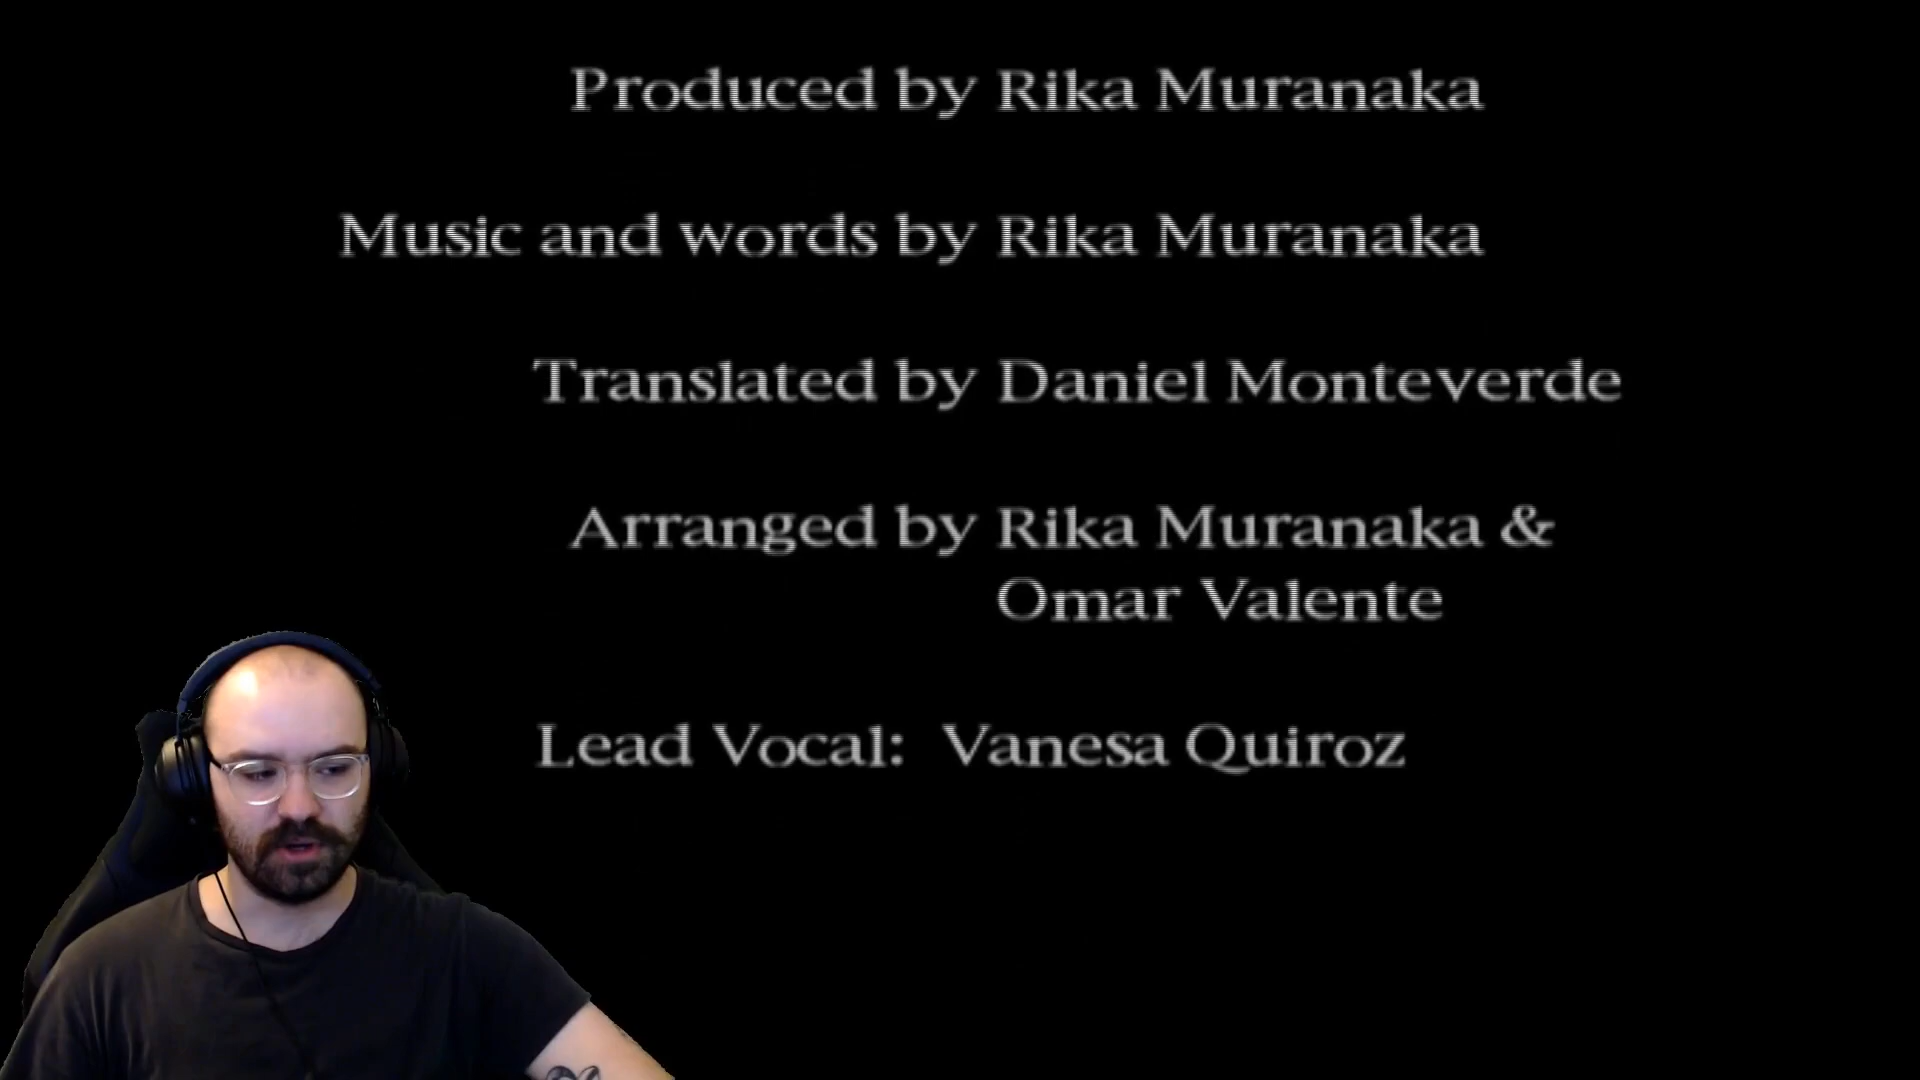 Produced by Rika Muranaka
Music and words by Rika Muranaka
Translated by Daniel Monteverde
Arranged by Rika Muranaka &
Omar Valente
Lead Vocal: Vanesa Quiroz